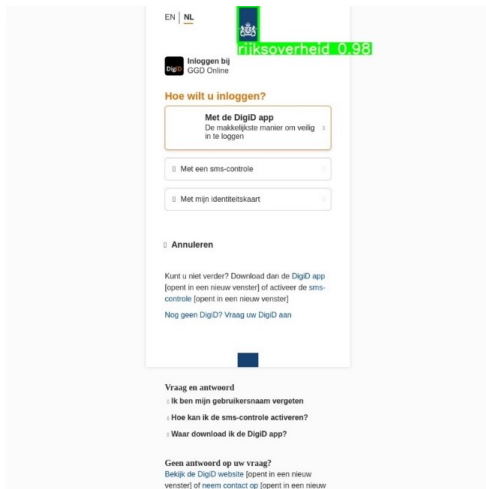 EN | NL
rijksoverheid 0.98
DigiD
Inloggen bij
GGD Online
Hoe wilt u inloggen?
Met de DigiD app
De makkelijkste manier om veilig
in te loggen
Met een sms-controle
Met mijn identiteitskaart
Annuleren
Kunt u niet verder? Download dan de DigiD app
[opent in een nieuw venster] of activeer de sms-
controle [opent in een nieuw venster]
Nog geen DigiD? Vraag uw DigiD aan
Vraag en antwoord
Ik ben mijn gebruikersnaam vergeten
Hoe kan ik de sms-controle activeren?
Waar download ik de DigiD app?
Geen antwoord op uw vraag?
Bekijk de DigiD website [opent in een nieuw
venster] of neem contact op [opent in een nieuw